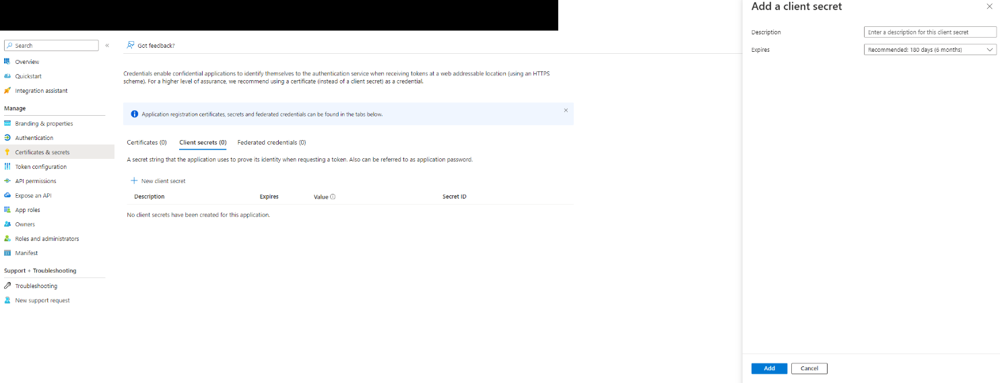 Search
«
Overview
Quickstart
Integration assistant
Manage
Branding & properties
Authentication
Certificates & secrets
Token configuration
API permissions
Expose an API
App roles
Owners
Roles and administrators
Manifest
Support + Troubleshooting
Troubleshooting
New support request
Got feedback?
Credentials enable confidential applications to identify themselves to the authentication service when receiving tokens at a web addressable location (using an HTTPS
scheme). For a higher level of assurance, we recommend using a certificate (instead of a client secret) as a credential.
Application registration certificates, secrets and federated credentials can be found in the tabs below.
Certificates (0) Client secrets (0) Federated credentials (0)
A secret string that the application uses to prove its identity when requesting a token. Also can be referred to as application password.
New client secret
Description Expires Value Secret ID
No client secrets have been created for this application.
Add a client secret
Description Enter a description for this client secret
Expires Recommended: 180 days (6 months)
Add Cancel